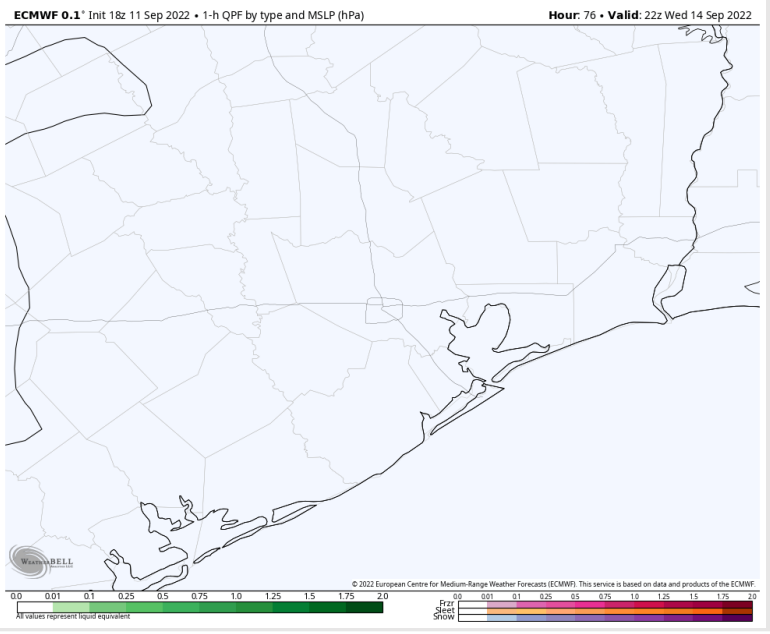 ECMWF 0.1° Init 18z 11 Sep 2022 • 1-h QPF by type and MSLP (hPa) Hour: 76 • Valid: 22z Wed 14 Sep 2022
WEATHERBELL
© 2022 European Centre for Medium-Range Weather Forecasts (ECMWF). This service is based on data and products of the ECMWF.
0.0 0.01 0.1 0.25 0.5 0.75 1.0 1.25 1.5 1.75 2.0
All values represent liquid equivalent
0.0 0.01 0.1 0.25 0.5 0.75 1.0 1.25 1.5 1.75 2.0
Frzr
Sleet
Snow